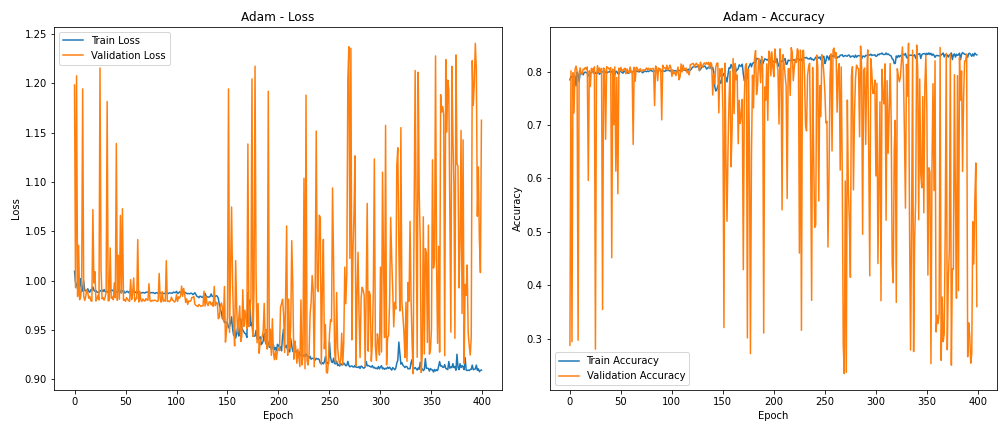 Adam - Loss
1.25
1.20
1.15
1.10
1.05
1.00
0.95
0.90
Loss
Train Loss
Validation Loss
0 50 100 150 200 250 300 350 400
Epoch
Adam - Accuracy
0.8
0.7
0.6
0.5
0.4
0.3
Accuracy
Train Accuracy
Validation Accuracy
0 50 100 150 200 250 300 350 400
Epoch